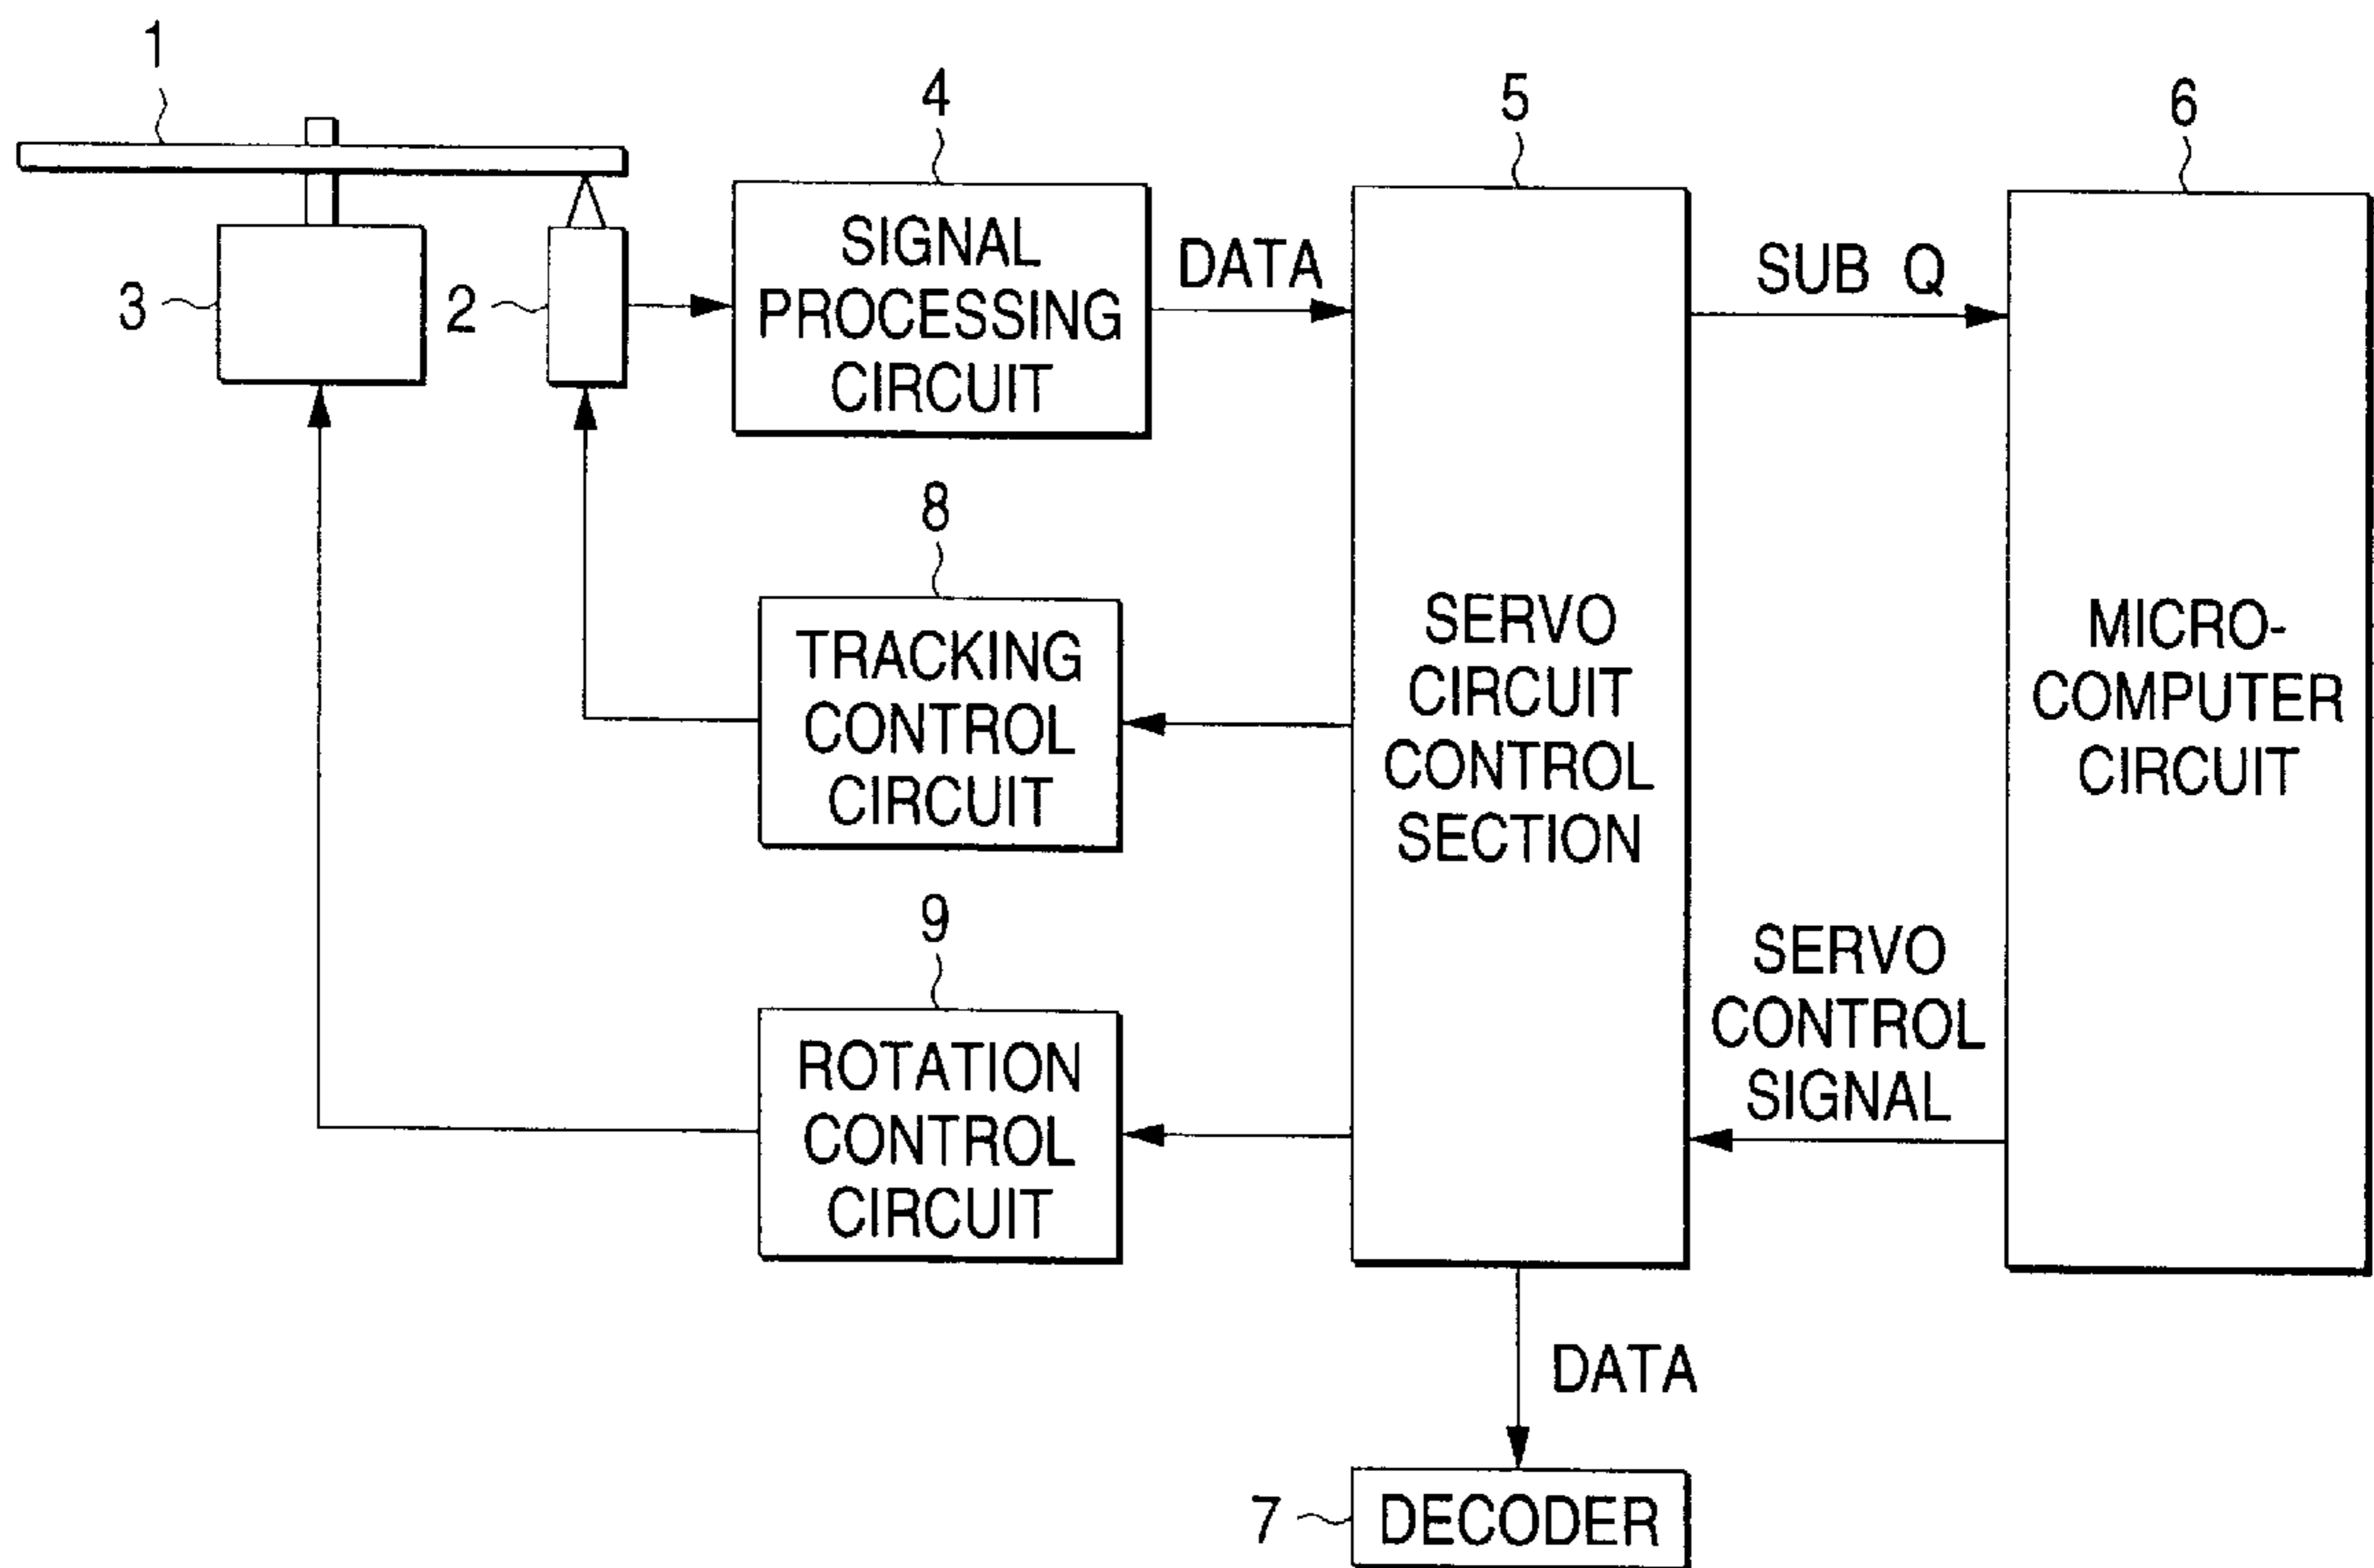 1
4
5
6
SIGNAL
PROCESSING
CIRCUIT
DATA
SUB Q
3
2
8
TRACKING
CONTROL
CIRCUIT
SERVO
CIRCUIT
CONTROL
SECTION
MICRO-
COMPUTER
CIRCUIT
9
ROTATION
CONTROL
CIRCUIT
SERVO
CONTROL
SIGNAL
DATA
7
DECODER